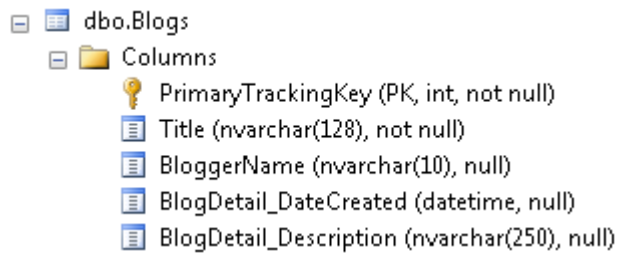 dbo.Blogs
Columns
PrimaryTrackingKey (PK, int, not null)
Title (nvarchar(128), not null)
BloggerName (nvarchar(10), null)
BlogDetail_DateCreated (datetime, null)
BlogDetail_Description (nvarchar(250), null)